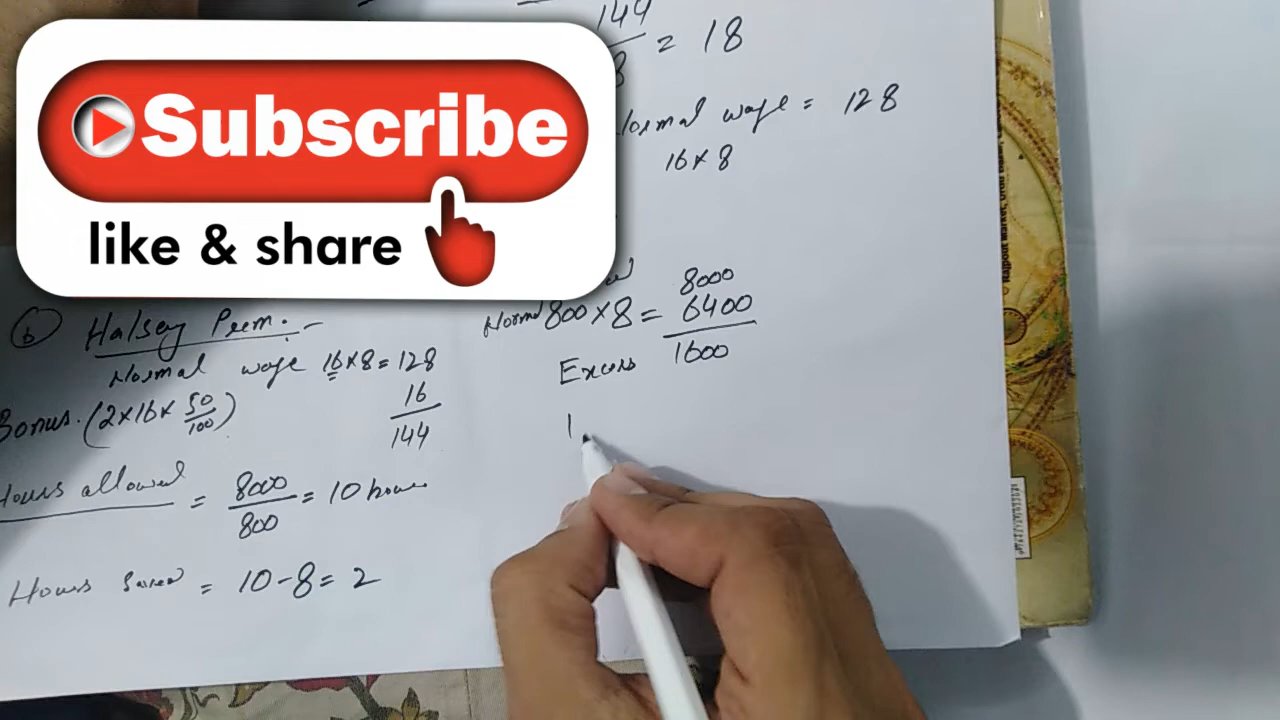 Subscribe
like & share
144
8
= 18
Normal wage = 128
16 × 8
(b) Halsey Prem. -
Normal wage 16 × 8 = 128
Bonus. (2 × 16 × 50/100) 16
144
Hours allowed = 8000/800 = 10 hours
Hours saved = 10 - 8 = 2
8000
Normal 800 × 8 = 6400
Excess 1600
1